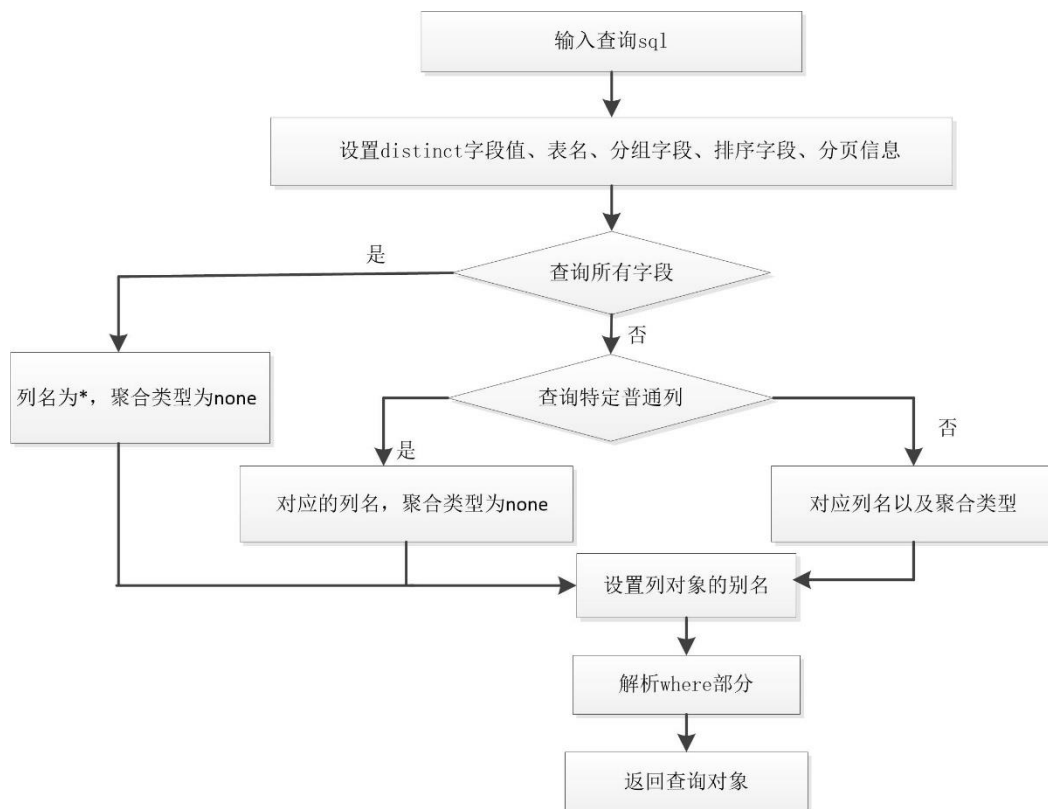 输入查询sql
设置distinct字段值、表名、分组字段、排序字段、分页信息
是
查询所有字段
否
列名为*，聚合类型为none
查询特定普通列
是
否
对应的列名，聚合类型为none
对应列名以及聚合类型
设置列对象的别名
解析where部分
返回查询对象